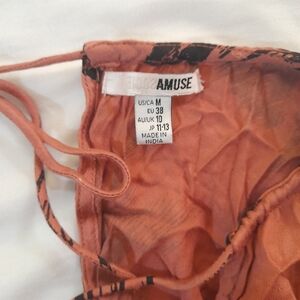 AMUSE
US/CA M
EU 38
AU/UK 10
JP 11-13
MADE IN
INDIA